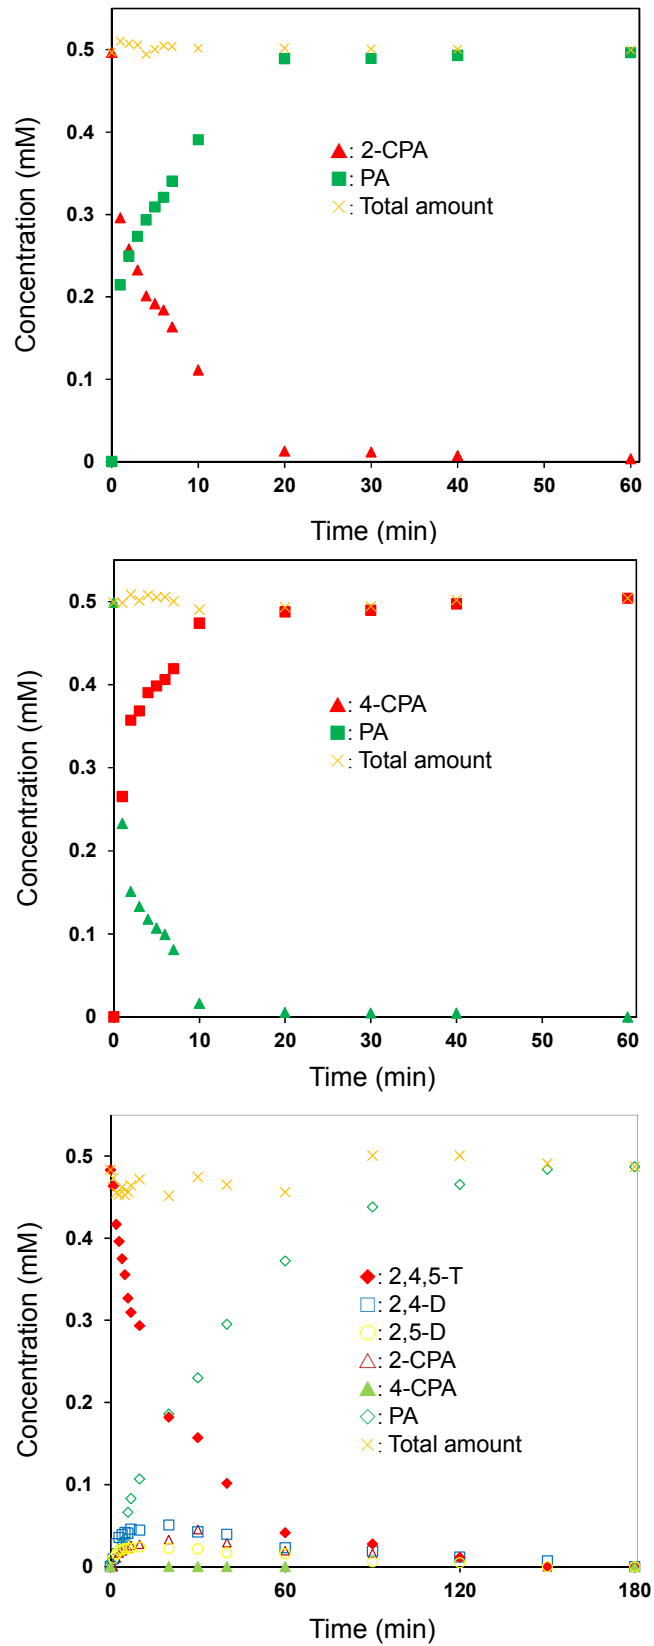 Concentration (mM)
0.5
0.4
0.3
0.2
0.1
0
▲: 2-CPA
■: PA
×: Total amount
0 10 20 30 40 50 60
Time (min)
Concentration (mM)
0.5
0.4
0.3
0.2
0.1
0
▲: 4-CPA
■: PA
×: Total amount
0 10 20 30 40 50 60
Time (min)
Concentration (mM)
0.5
0.4
0.3
0.2
0.1
0
◆: 2,4,5-T
□: 2,4-D
○: 2,5-D
△: 2-CPA
▲: 4-CPA
◇: PA
×: Total amount
0 60 120 180
Time (min)